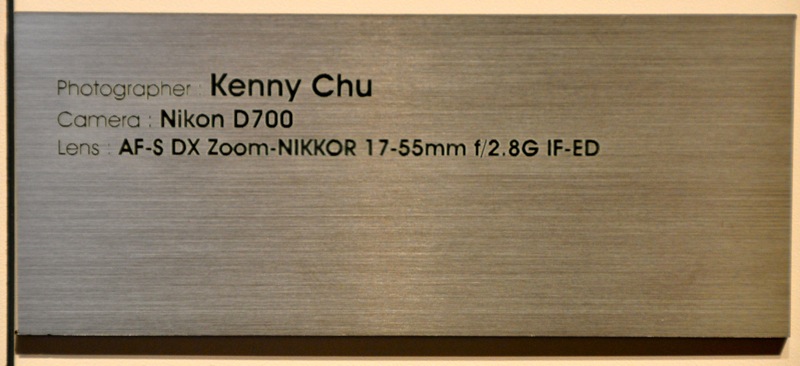 Photographer : Kenny Chu
Camera : Nikon D700
Lens : AF-S DX Zoom-NIKKOR 17-55mm f/2.8G IF-ED